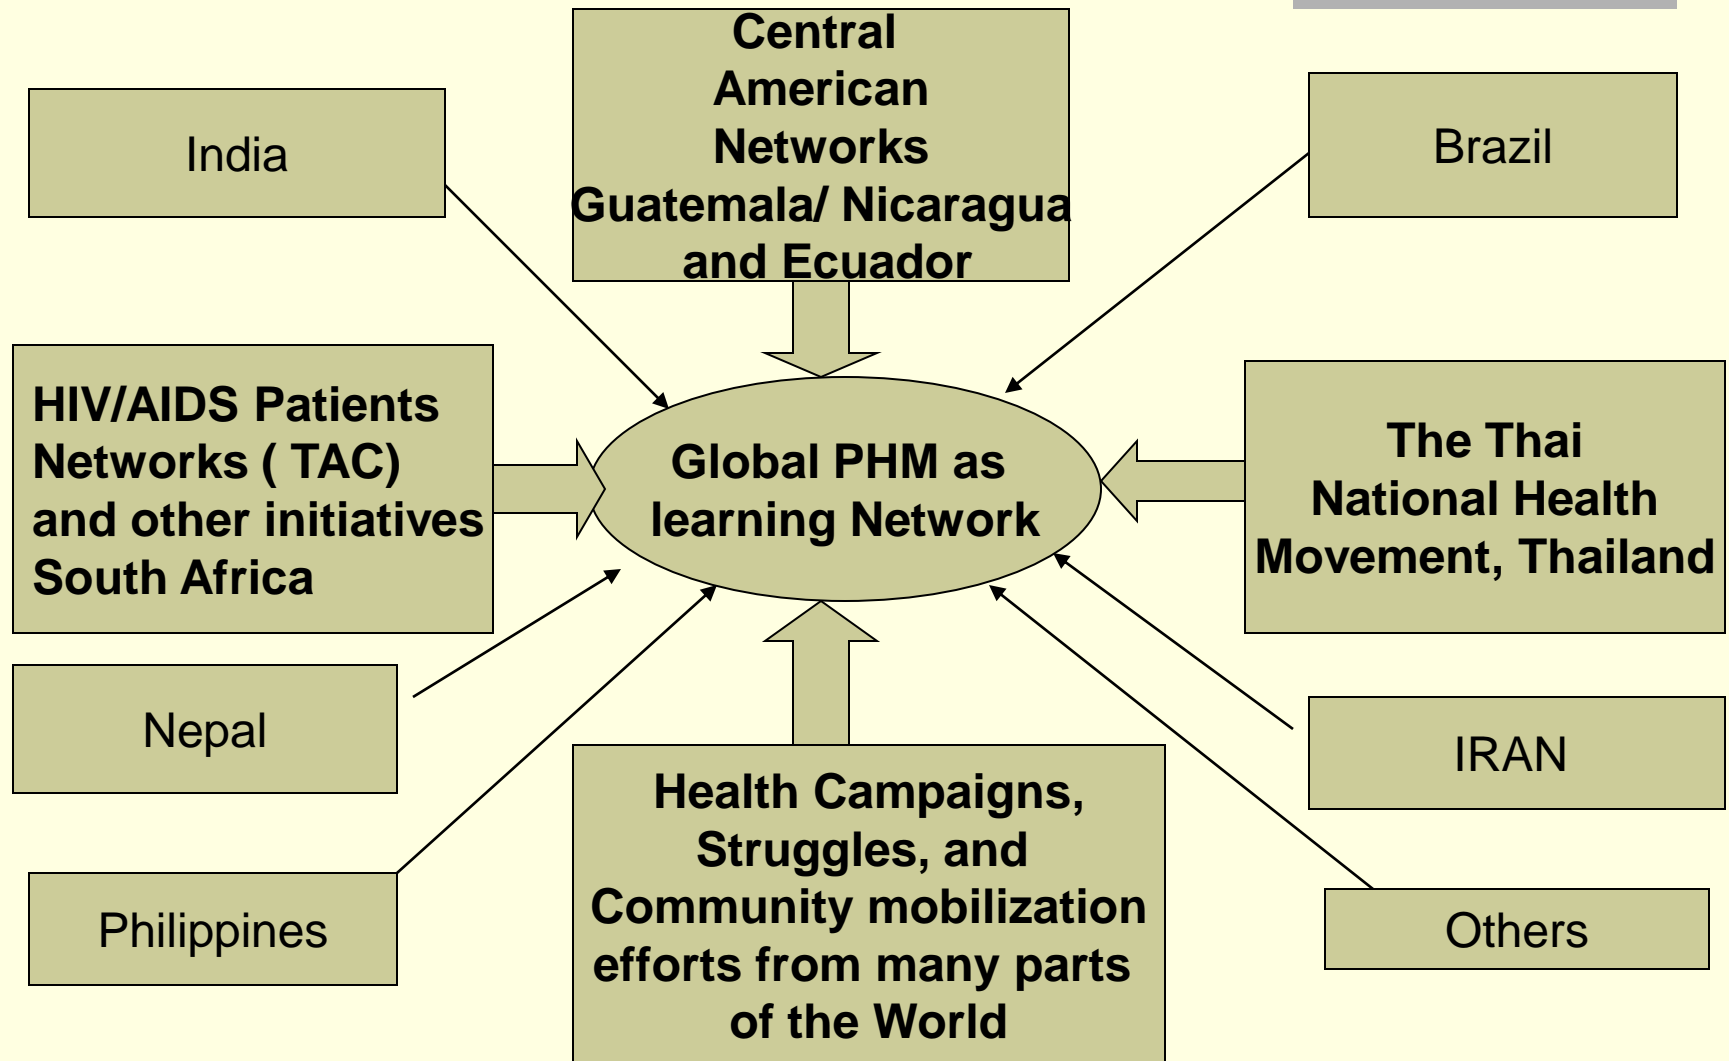 Central
American
Networks
Guatemala/ Nicaragua
and Ecuador
India
Brazil
HIV/AIDS Patients
Networks ( TAC)
and other initiatives
South Africa
Global PHM as
learning Network
The Thai
National Health
Movement, Thailand
Nepal
IRAN
Health Campaigns,
Struggles, and
Community mobilization
efforts from many parts
of the World
Philippines
Others